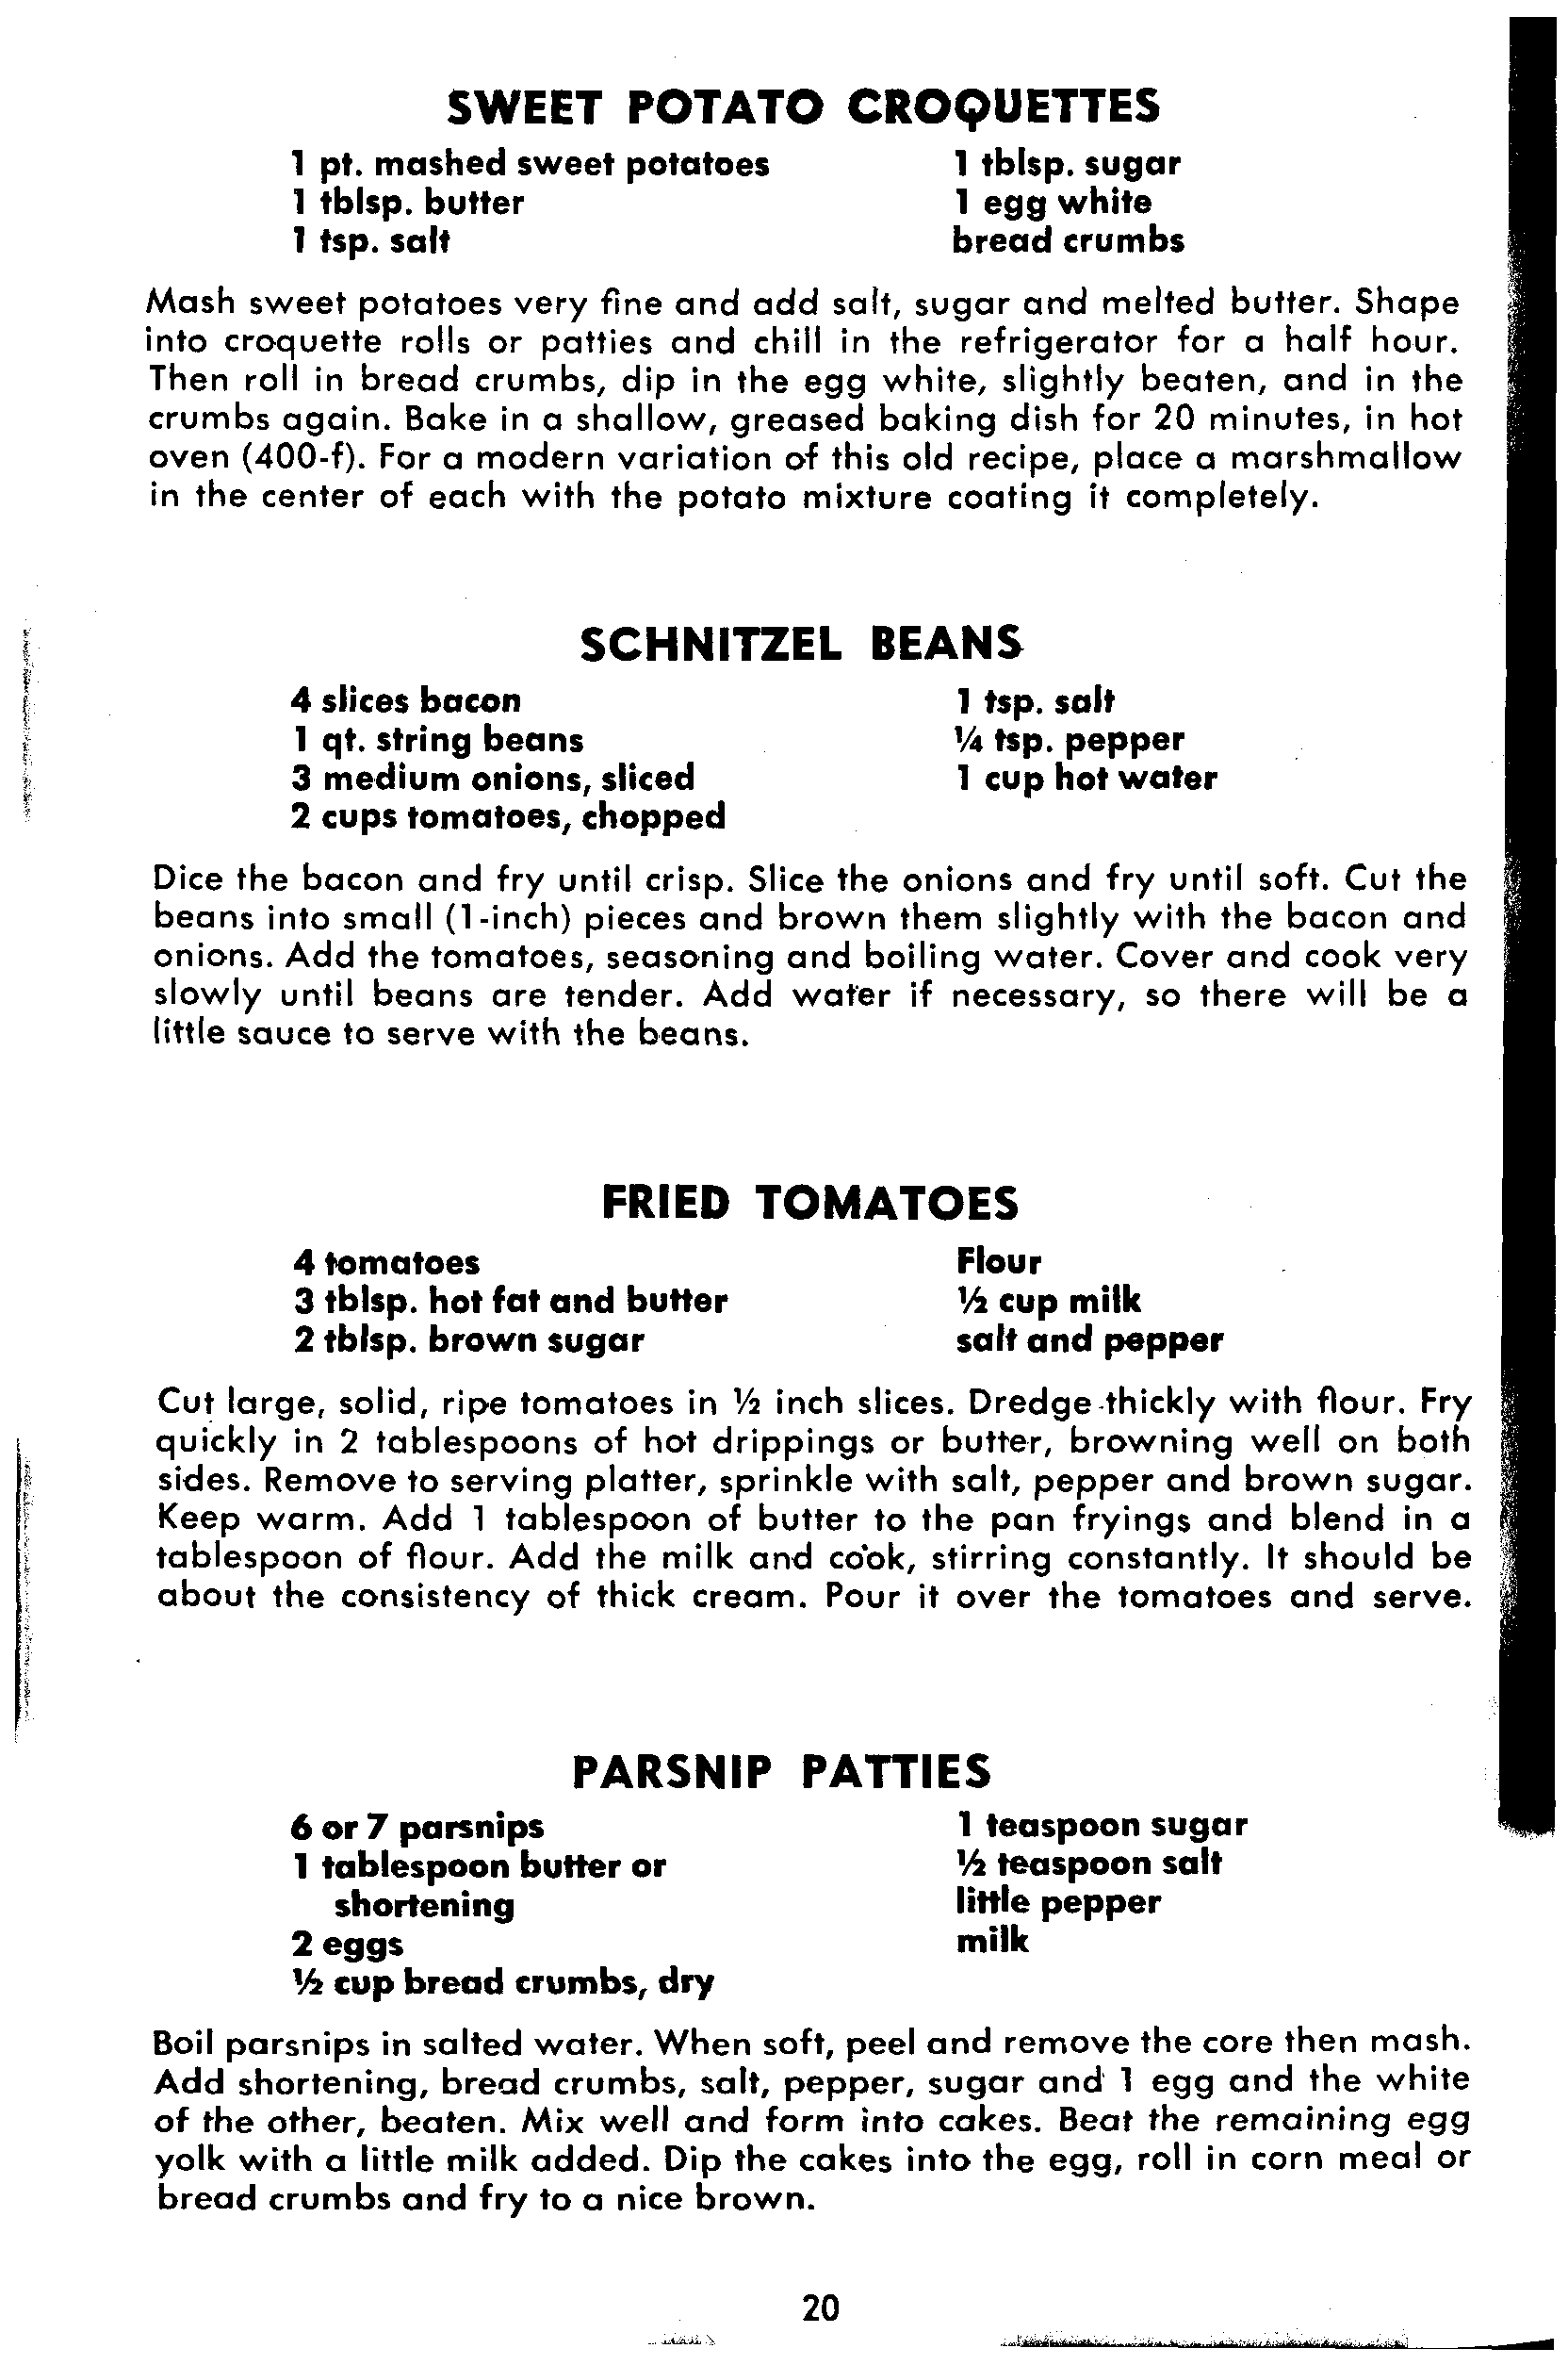 SWEET POTATO CROQUETTES
1 pt. mashed sweet potatoes
1 tblsp. butter
1 tsp. salt
1 tblsp. sugar
1 egg white
bread crumbs
Mash sweet potatoes very fine and add salt, sugar and melted butter. Shape
into croquette rolls or patties and chill in the refrigerator for a half hour.
Then roll in bread crumbs, dip in the egg white, slightly beaten, and in the
crumbs again. Bake in a shallow, greased baking dish for 20 minutes, in hot
oven (400-f). For a modern variation of this old recipe, place a marshmallow
in the center of each with the potato mixture coating it completely.
SCHNITZEL BEANS
4 slices bacon
1 qt. string beans
3 medium onions, sliced
2 cups tomatoes, chopped
1 tsp. salt
¼ tsp. pepper
1 cup hot water
Dice the bacon and fry until crisp. Slice the onions and fry until soft. Cut the
beans into small (1-inch) pieces and brown them slightly with the bacon and
onions. Add the tomatoes, seasoning and boiling water. Cover and cook very
slowly until beans are tender. Add water if necessary, so there will be a
little sauce to serve with the beans.
FRIED TOMATOES
4 tomatoes
3 tblsp. hot fat and butter
2 tblsp. brown sugar
Flour
½ cup milk
salt and pepper
Cut large, solid, ripe tomatoes in ½ inch slices. Dredge thickly with flour. Fry
quickly in 2 tablespoons of hot drippings or butter, browning well on both
sides. Remove to serving platter, sprinkle with salt, pepper and brown sugar.
Keep warm. Add 1 tablespoon of butter to the pan fryings and blend in a
tablespoon of flour. Add the milk and cook, stirring constantly. It should be
about the consistency of thick cream. Pour it over the tomatoes and serve.
PARSNIP PATTIES
6 or 7 parsnips
1 tablespoon butter or
shortening
2 eggs
½ cup bread crumbs, dry
1 teaspoon sugar
½ teaspoon salt
little pepper
milk
Boil parsnips in salted water. When soft, peel and remove the core then mash.
Add shortening, bread crumbs, salt, pepper, sugar and 1 egg and the white
of the other, beaten. Mix well and form into cakes. Beat the remaining egg
yolk with a little milk added. Dip the cakes into the egg, roll in corn meal or
bread crumbs and fry to a nice brown.
20